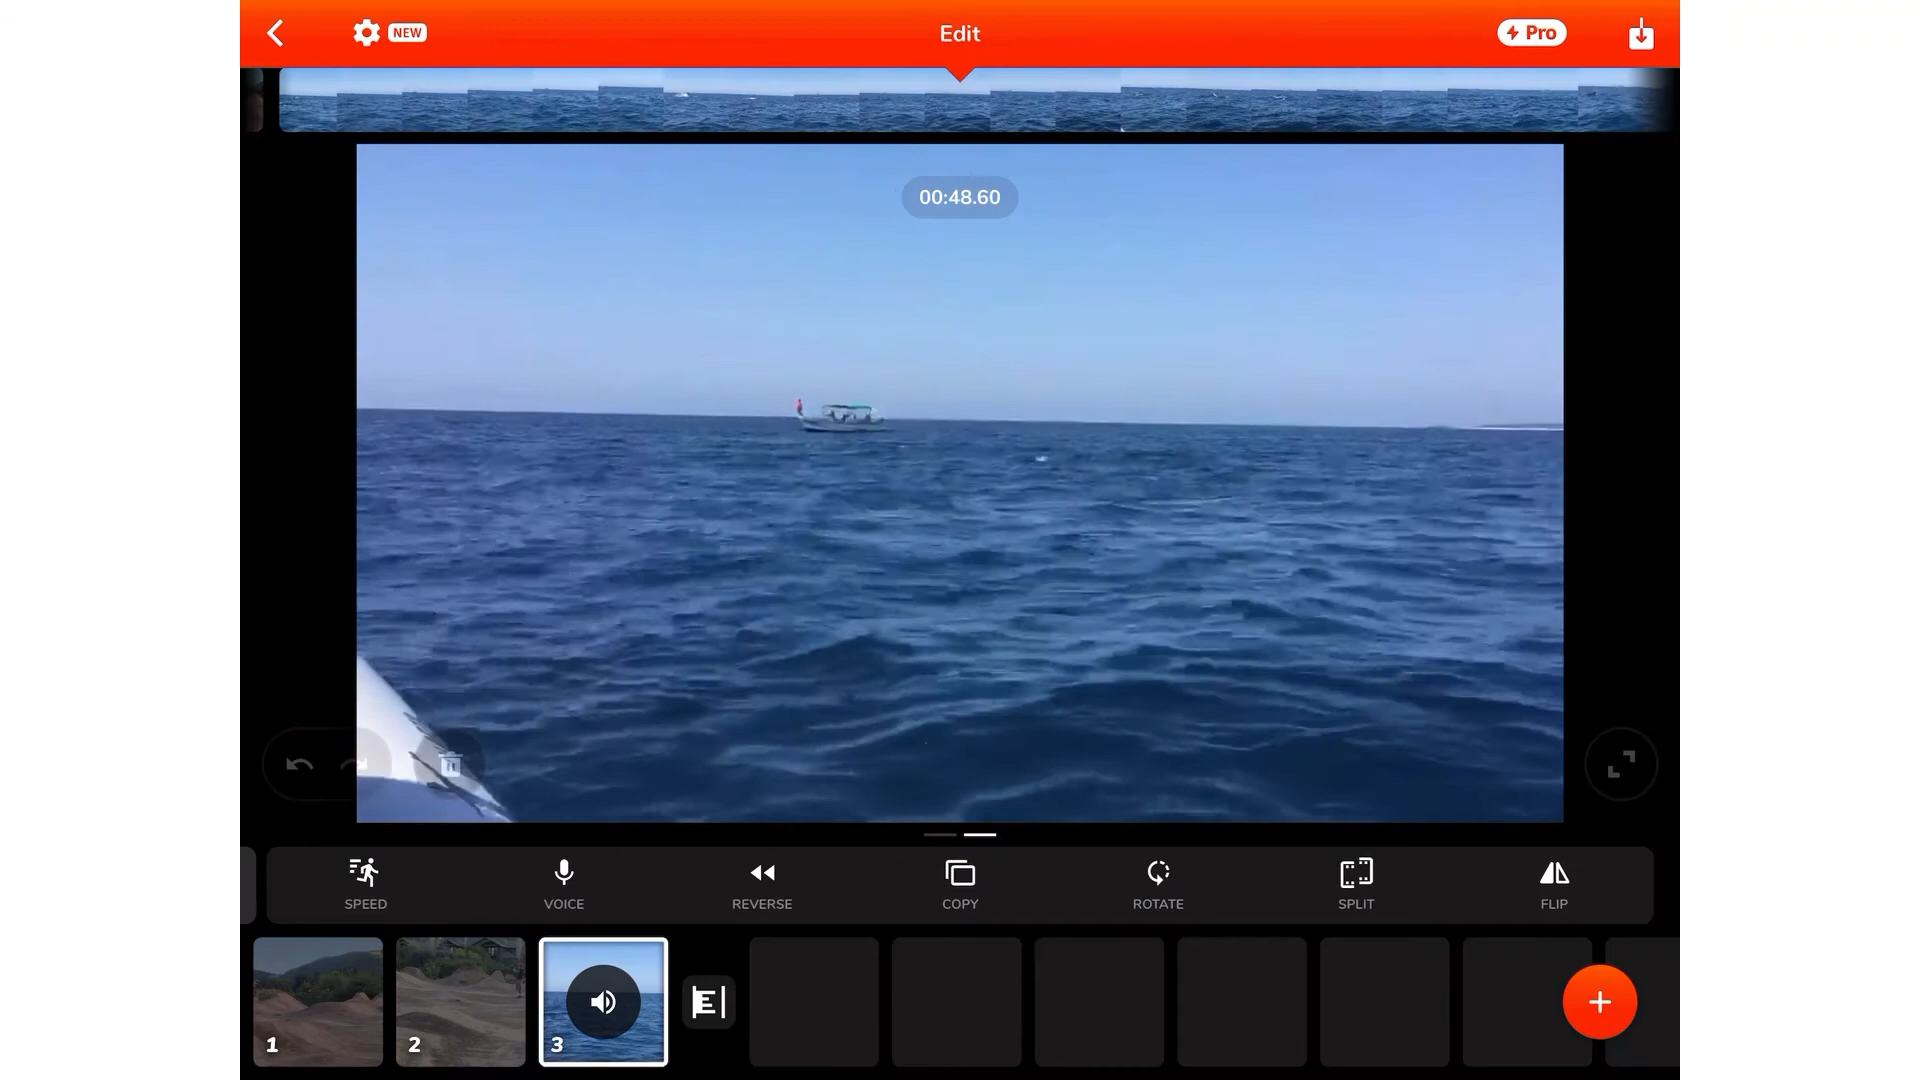 NEW
Edit
Pro
00:48.60
SPEED
VOICE
REVERSE
COPY
ROTATE
SPLIT
FLIP
1
2
3